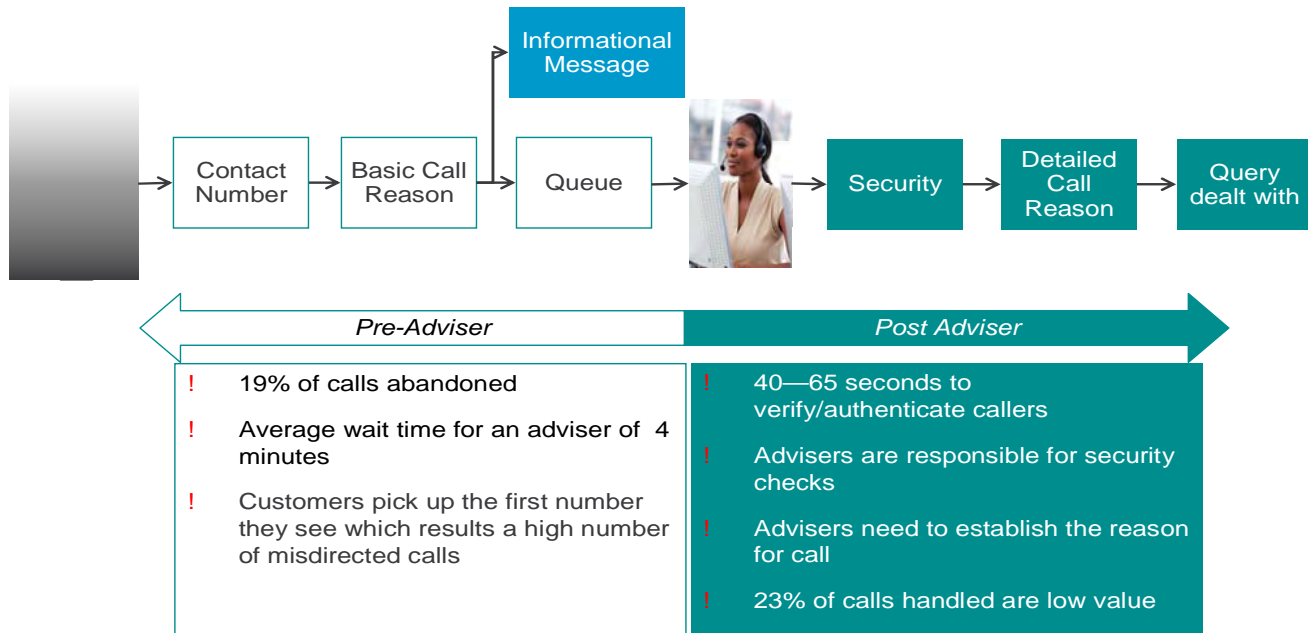 Informational
Message
Contact
Number
Basic Call
Reason
Queue
Security
Detailed
Call
Reason
Query
dealt with
Pre-Adviser
Post Adviser
! 19% of calls abandoned
! Average wait time for an adviser of 4
minutes
! Customers pick up the first number
they see which results a high number
of misdirected calls
! 40—65 seconds to
verify/authenticate callers
! Advisers are responsible for security
checks
! Advisers need to establish the reason
for call
! 23% of calls handled are low value